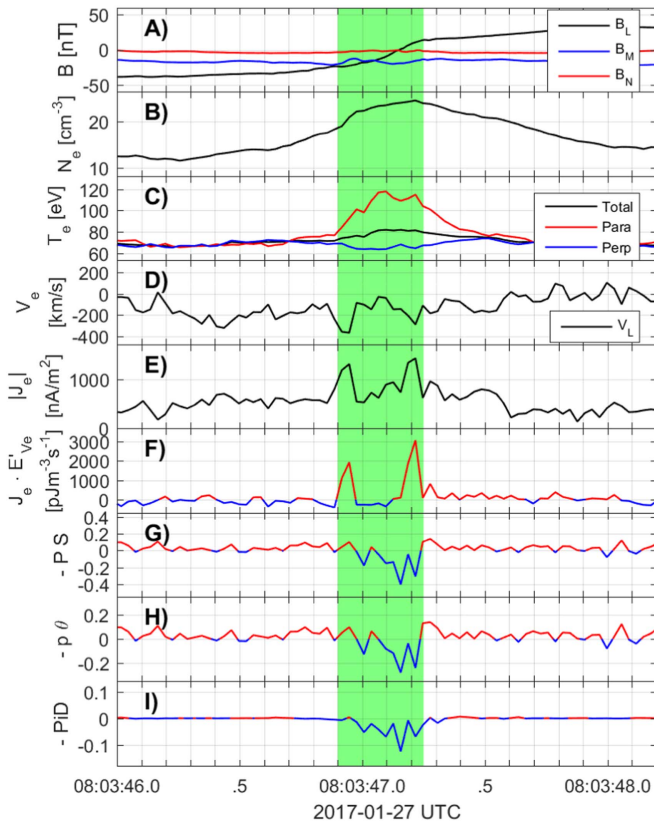 A)
B [nT]
50
0
-50
B_L
B_M
B_N
B)
N_e [cm^-3]
20
10
C)
T_e [eV]
120
100
80
60
Total
Para
Perp
D)
V_e
[km/s]
200
0
-200
-400
V_L
E)
|J_e|
[nA/m^2]
1000
0
F)
J_e · E'_Ve
[pJm^-3s^-1]
3000
2000
1000
0
G)
- P S
0.4
0.2
0
-0.2
-0.4
H)
- p θ
0.2
0
-0.2
I)
- PiD
0.1
0
-0.1
08:03:46.0 .5 08:03:47.0 .5 08:03:48.0
2017-01-27 UTC